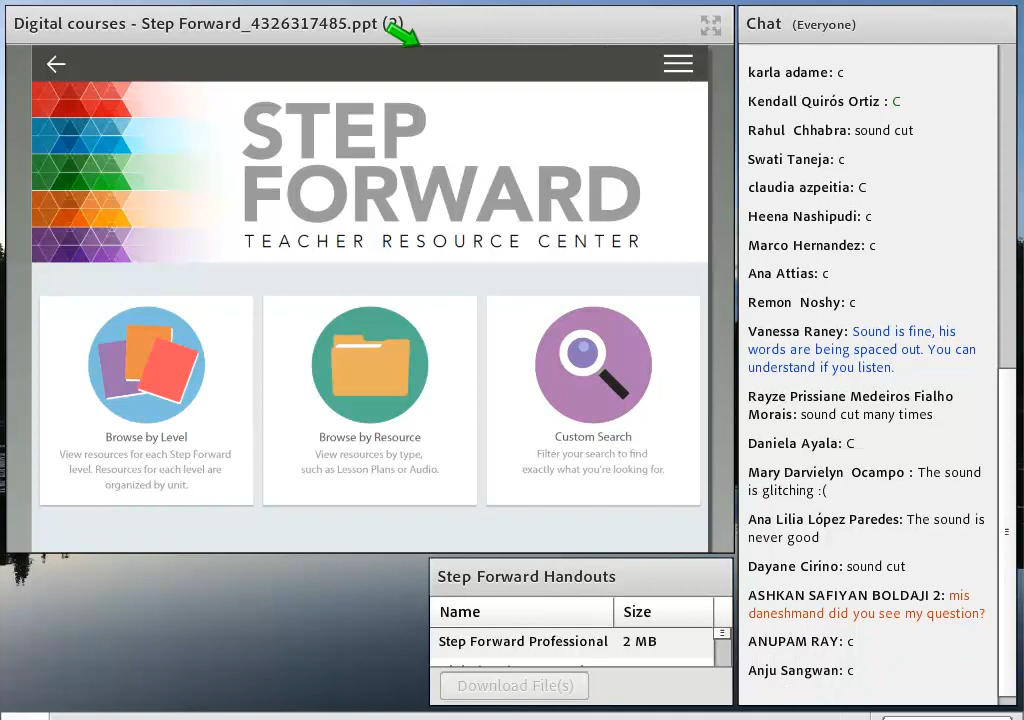 Digital courses - Step Forward_4326317485.ppt (2)
STEP
FORWARD
TEACHER RESOURCE CENTER
Browse by Level
View resources for each Step Forward
level. Resources for each level are
organized by unit.
Browse by Resource
View resources by type,
such as Lesson Plans or Audio.
Custom Search
Filter your search to find
exactly what you're looking for.
Step Forward Handouts
Name Size
Step Forward Professional 2 MB
Download File(s)
Chat (Everyone)
karla adame: c
Kendall Quirós Ortiz : C
Rahul Chhabra: sound cut
Swati Taneja: c
claudia azpeitia: C
Heena Nashipudi: c
Marco Hernandez: c
Ana Attias: c
Remon Noshy: c
Vanessa Raney: Sound is fine, his
words are being spaced out. You can
understand if you listen.
Rayze Prissiane Medeiros Fialho
Morais: sound cut many times
Daniela Ayala: C
Mary Darvielyn Ocampo : The sound
is glitching :(
Ana Lilia López Paredes: The sound is
never good
Dayane Cirino: sound cut
ASHKAN SAFIYAN BOLDAJI 2: mis
daneshmand did you see my question?
ANUPAM RAY: c
Anju Sangwan: c